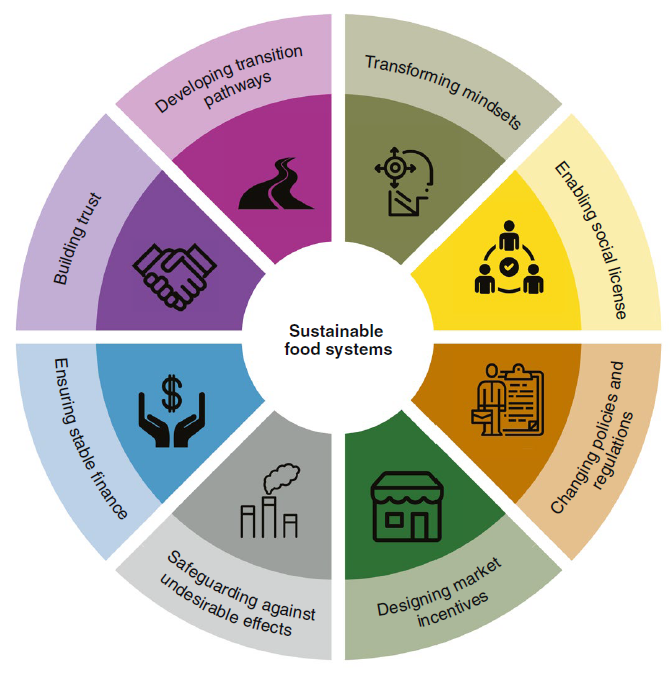 Sustainable
food systems
Transforming mindsets
Enabling social license
Changing policies and
regulations
Designing market
incentives
Safeguarding against
undesirable effects
Ensuring stable finance
Building trust
Developing transition
pathways
$